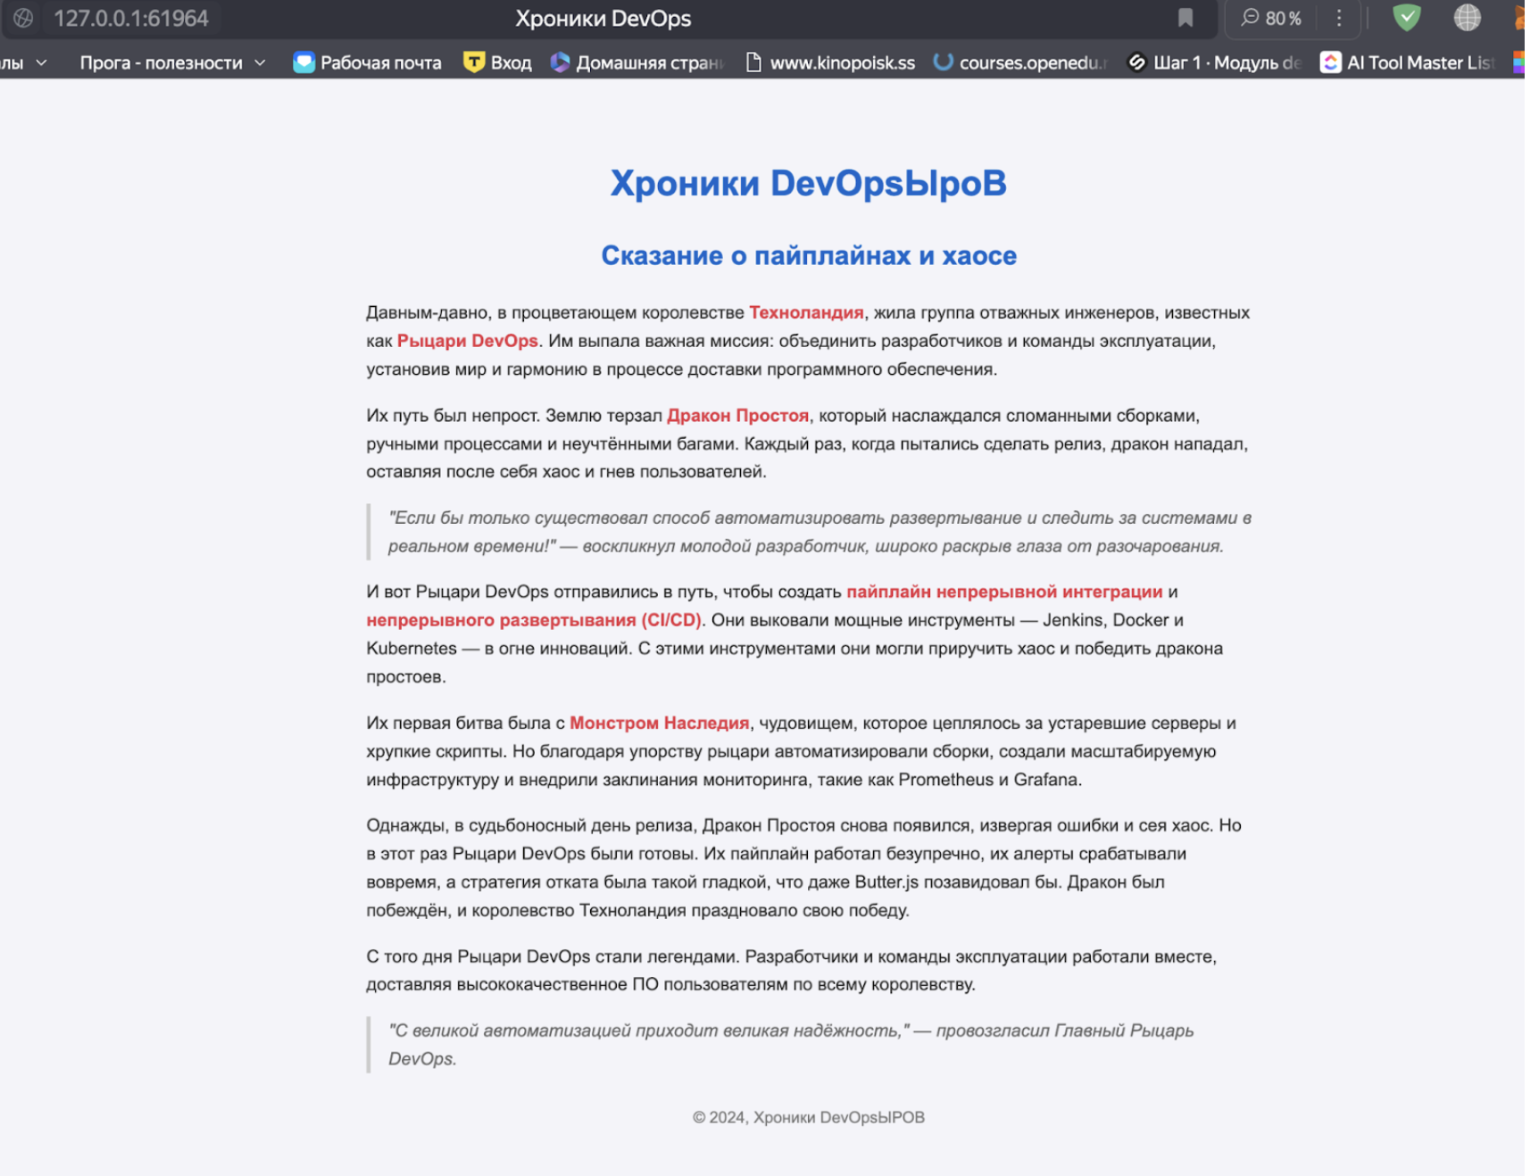 127.0.0.1:61964
Хроники DevOps
80 %
лы
Прога - полезности
Рабочая почта
Вход
Домашняя стран
www.kinopoisk.ss
courses.openedu.r
Шаг 1 · Модуль de
AI Tool Master List
Хроники DevOpsЫроВ
Сказание о пайплайнах и хаосе
Давным-давно, в процветающем королевстве Техноландия, жила группа отважных инженеров, известных
как Рыцари DevOps. Им выпала важная миссия: объединить разработчиков и команды эксплуатации,
установив мир и гармонию в процессе доставки программного обеспечения.
Их путь был непрост. Землю терзал Дракон Простоя, который наслаждался сломанными сборками,
ручными процессами и неучтёнными багами. Каждый раз, когда пытались сделать релиз, дракон нападал,
оставляя после себя хаос и гнев пользователей.
"Если бы только существовал способ автоматизировать развертывание и следить за системами в
реальном времени!" — воскликнул молодой разработчик, широко раскрыв глаза от разочарования.
И вот Рыцари DevOps отправились в путь, чтобы создать пайплайн непрерывной интеграции и
непрерывного развертывания (CI/CD). Они выковали мощные инструменты — Jenkins, Docker и
Kubernetes — в огне инноваций. С этими инструментами они могли приручить хаос и победить дракона
простоев.
Их первая битва была с Монстром Наследия, чудовищем, которое цеплялось за устаревшие серверы и
хрупкие скрипты. Но благодаря упорству рыцари автоматизировали сборки, создали масштабируемую
инфраструктуру и внедрили заклинания мониторинга, такие как Prometheus и Grafana.
Однажды, в судьбоносный день релиза, Дракон Простоя снова появился, извергая ошибки и сея хаос. Но
в этот раз Рыцари DevOps были готовы. Их пайплайн работал безупречно, их алерты срабатывали
вовремя, а стратегия отката была такой гладкой, что даже Butter.js позавидовал бы. Дракон был
побеждён, и королевство Техноландия праздновало свою победу.
С того дня Рыцари DevOps стали легендами. Разработчики и команды эксплуатации работали вместе,
доставляя высококачественное ПО пользователям по всему королевству.
"С великой автоматизацией приходит великая надёжность," — провозгласил Главный Рыцарь
DevOps.
© 2024, Хроники DevOpsЫРОВ